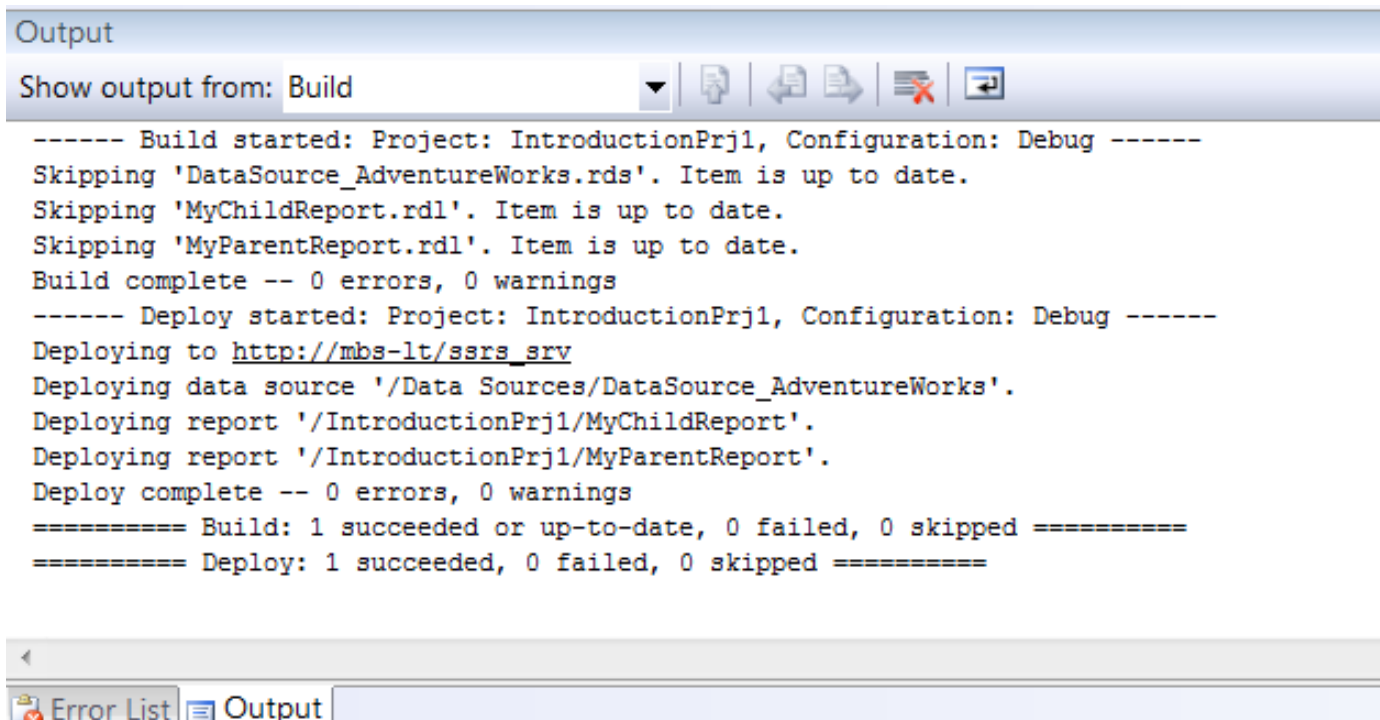 Output
Show output from: Build
------ Build started: Project: IntroductionPrj1, Configuration: Debug ------
Skipping 'DataSource_AdventureWorks.rds'. Item is up to date.
Skipping 'MyChildReport.rdl'. Item is up to date.
Skipping 'MyParentReport.rdl'. Item is up to date.
Build complete -- 0 errors, 0 warnings
------ Deploy started: Project: IntroductionPrj1, Configuration: Debug ------
Deploying to http://mbs-lt/ssrs_srv
Deploying data source '/Data Sources/DataSource_AdventureWorks'.
Deploying report '/IntroductionPrj1/MyChildReport'.
Deploying report '/IntroductionPrj1/MyParentReport'.
Deploy complete -- 0 errors, 0 warnings
========== Build: 1 succeeded or up-to-date, 0 failed, 0 skipped ==========
========== Deploy: 1 succeeded, 0 failed, 0 skipped ==========
Error List Output